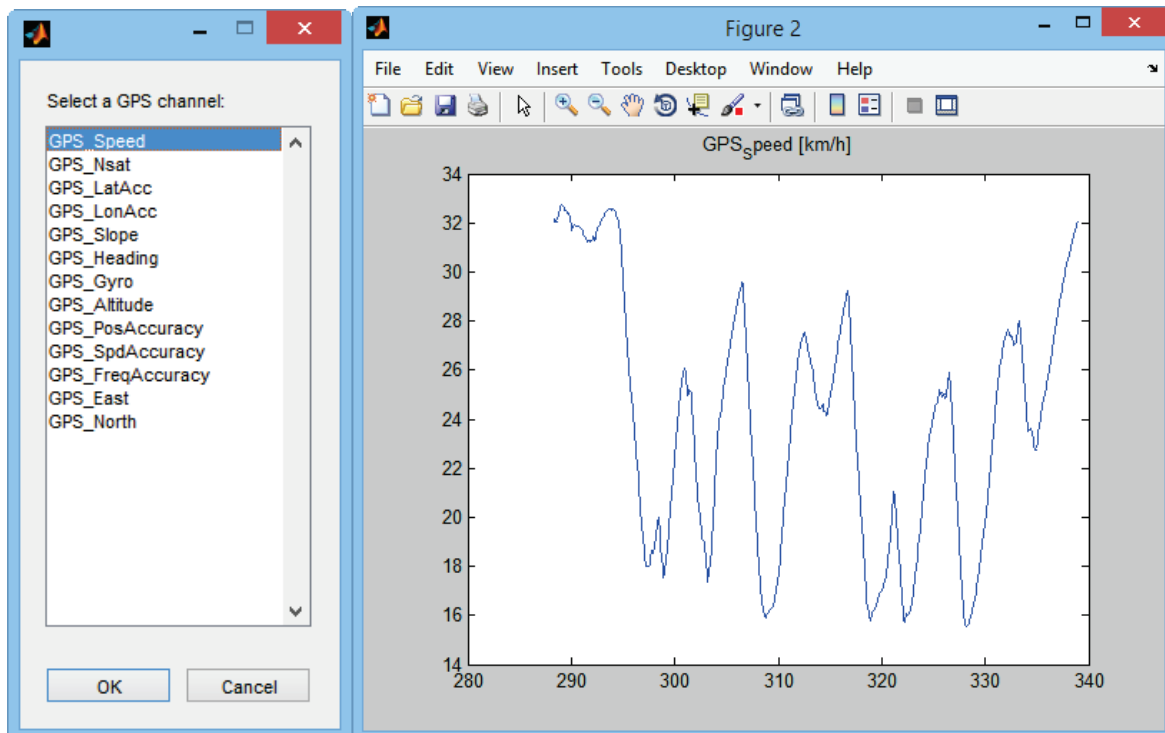 Select a GPS channel:
GPS_Speed
GPS_Nsat
GPS_LatAcc
GPS_LonAcc
GPS_Slope
GPS_Heading
GPS_Gyro
GPS_Altitude
GPS_PosAccuracy
GPS_SpdAccuracy
GPS_FreqAccuracy
GPS_East
GPS_North
OK Cancel
Figure 2
File Edit View Insert Tools Desktop Window Help
GPSSpeed [km/h]
34
32
30
28
26
24
22
20
18
16
14
280 290 300 310 320 330 340